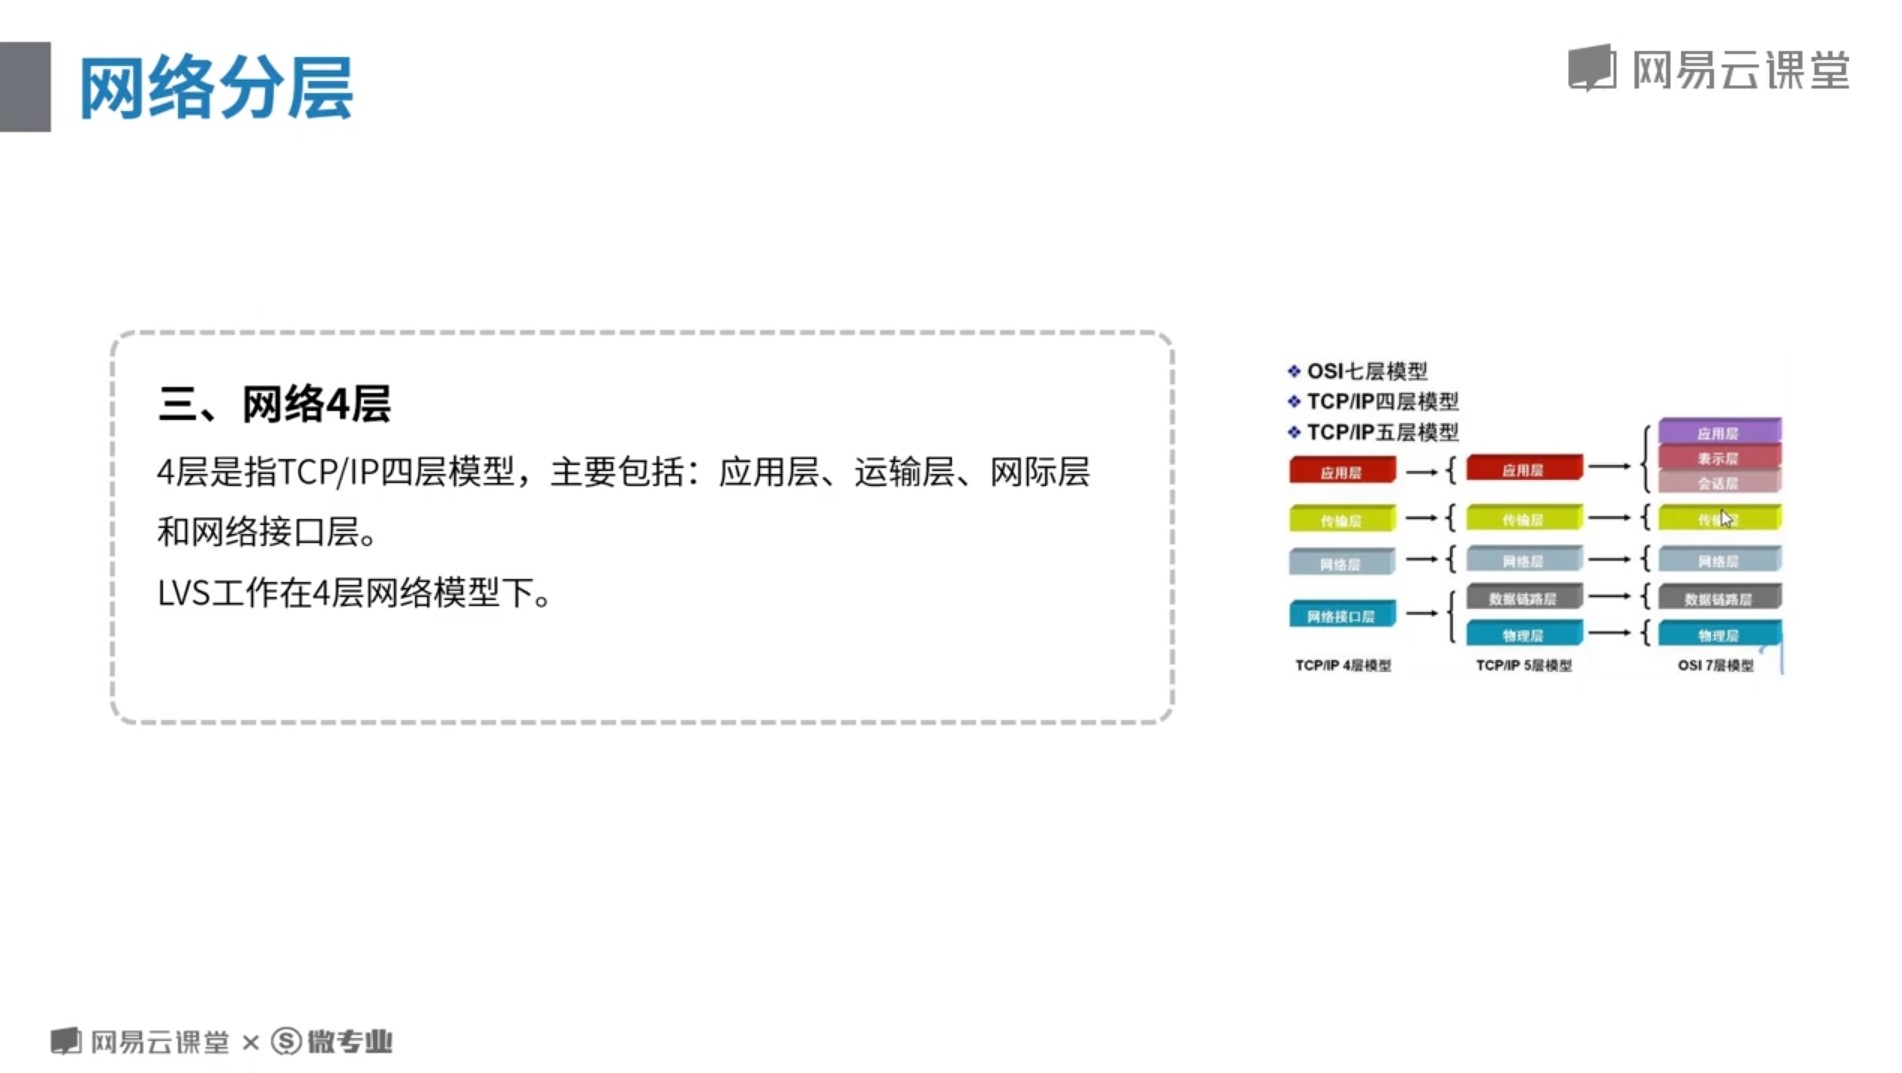 网络分层
网易云课堂
三、网络4层
4层是指TCP/IP四层模型，主要包括：应用层、运输层、网际层
和网络接口层。
LVS工作在4层网络模型下。
❖ OSI七层模型
❖ TCP/IP四层模型
❖ TCP/IP五层模型
应用层
传输层
网络层
网络接口层
TCP/IP 4层模型
应用层
传输层
网络层
数据链路层
物理层
TCP/IP 5层模型
应用层
表示层
会话层
传输层
网络层
数据链路层
物理层
OSI 7层模型
网易云课堂 × 微专业